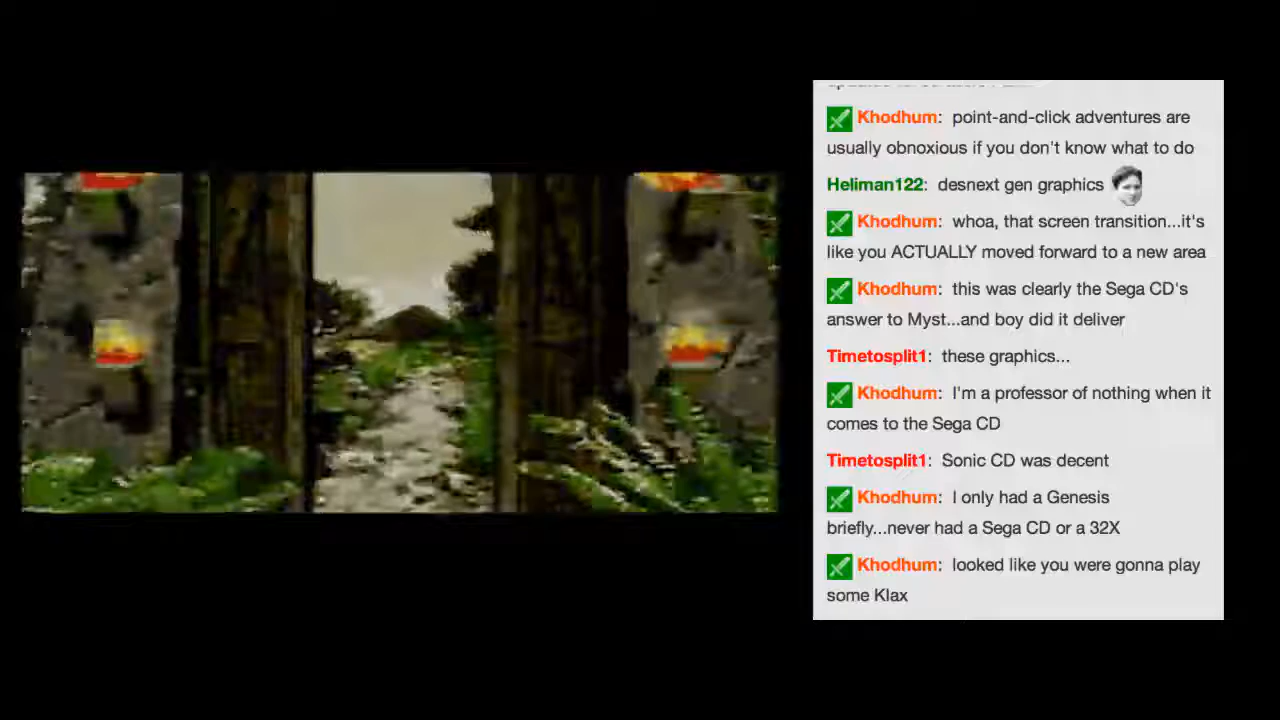 Khodhum: point-and-click adventures are
usually obnoxious if you don't know what to do
Heliman122: desnext gen graphics
Khodhum: whoa, that screen transition...it's
like you ACTUALLY moved forward to a new area
Khodhum: this was clearly the Sega CD's
answer to Myst...and boy did it deliver
Timetosplit1: these graphics...
Khodhum: I'm a professor of nothing when it
comes to the Sega CD
Timetosplit1: Sonic CD was decent
Khodhum: I only had a Genesis
briefly...never had a Sega CD or a 32X
Khodhum: looked like you were gonna play
some Klax